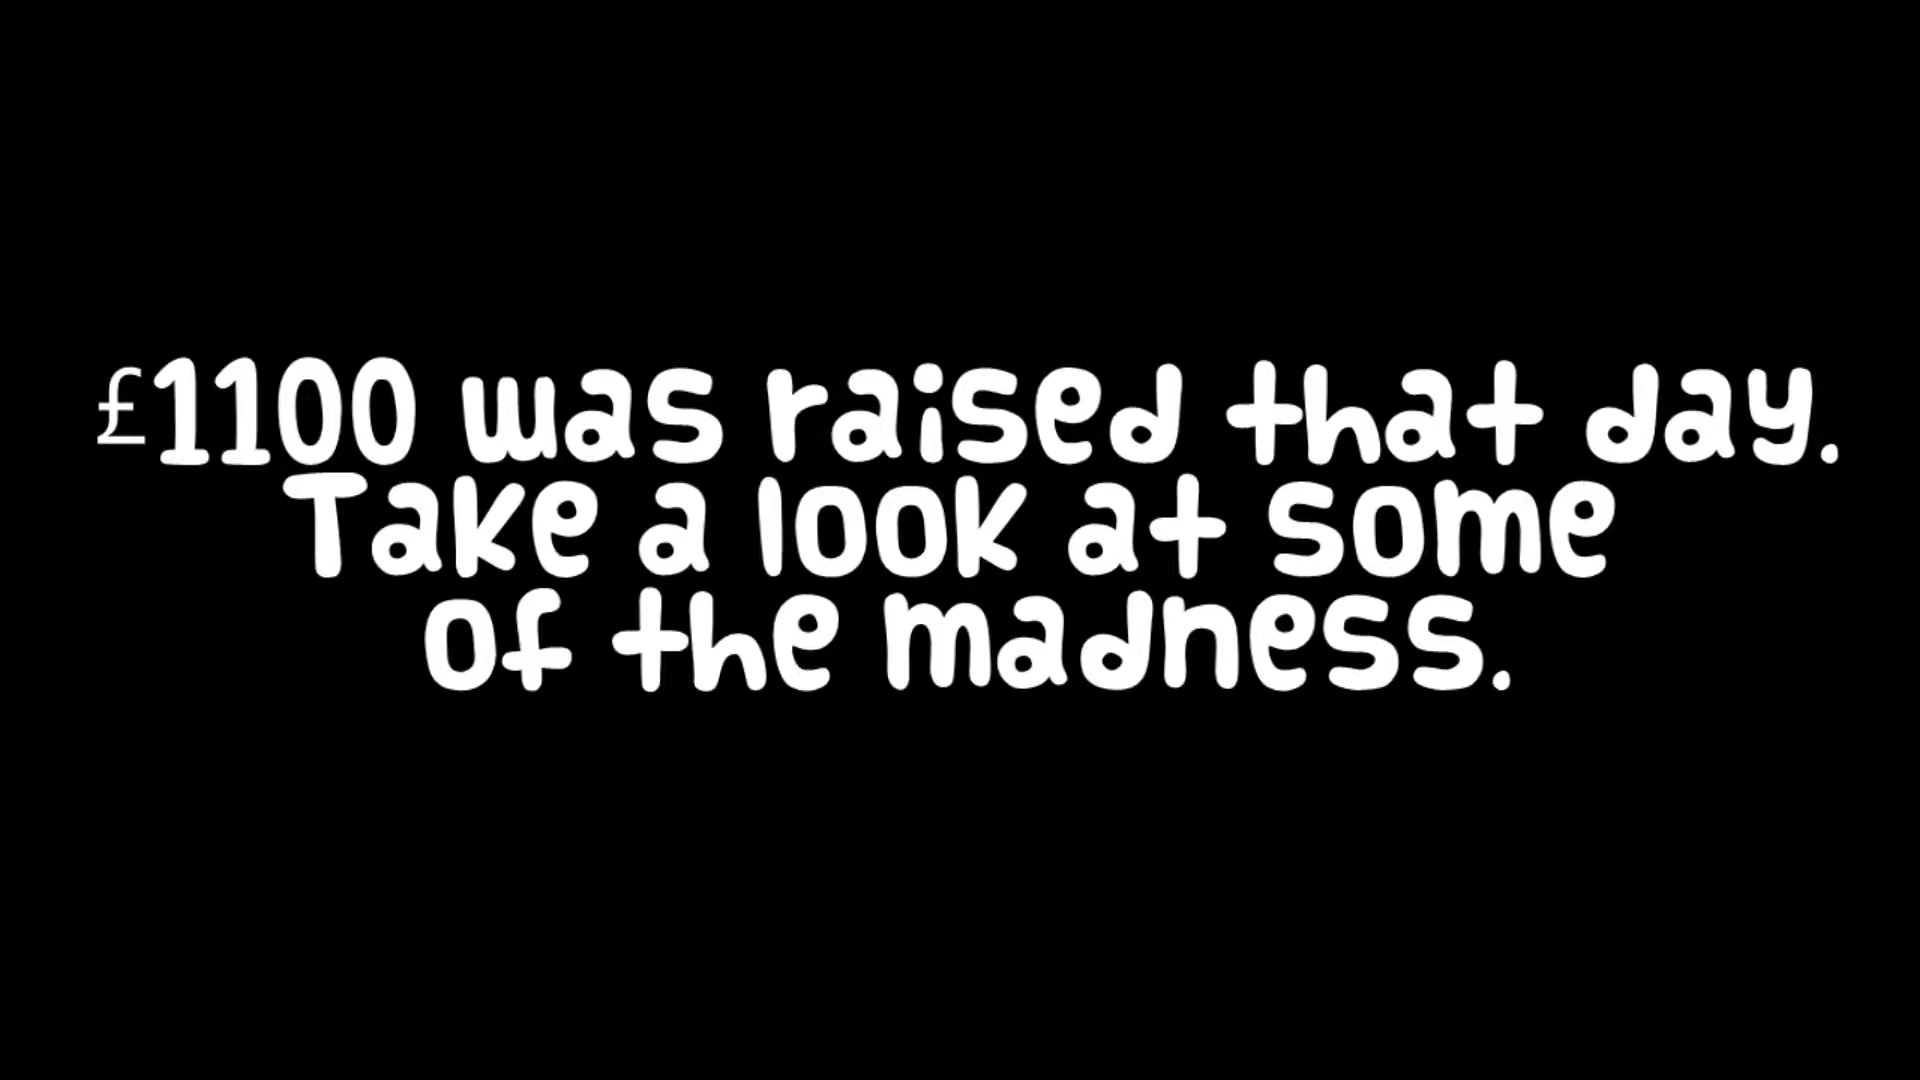 £1100 was raised that day.
Take a look at some
of the madness.